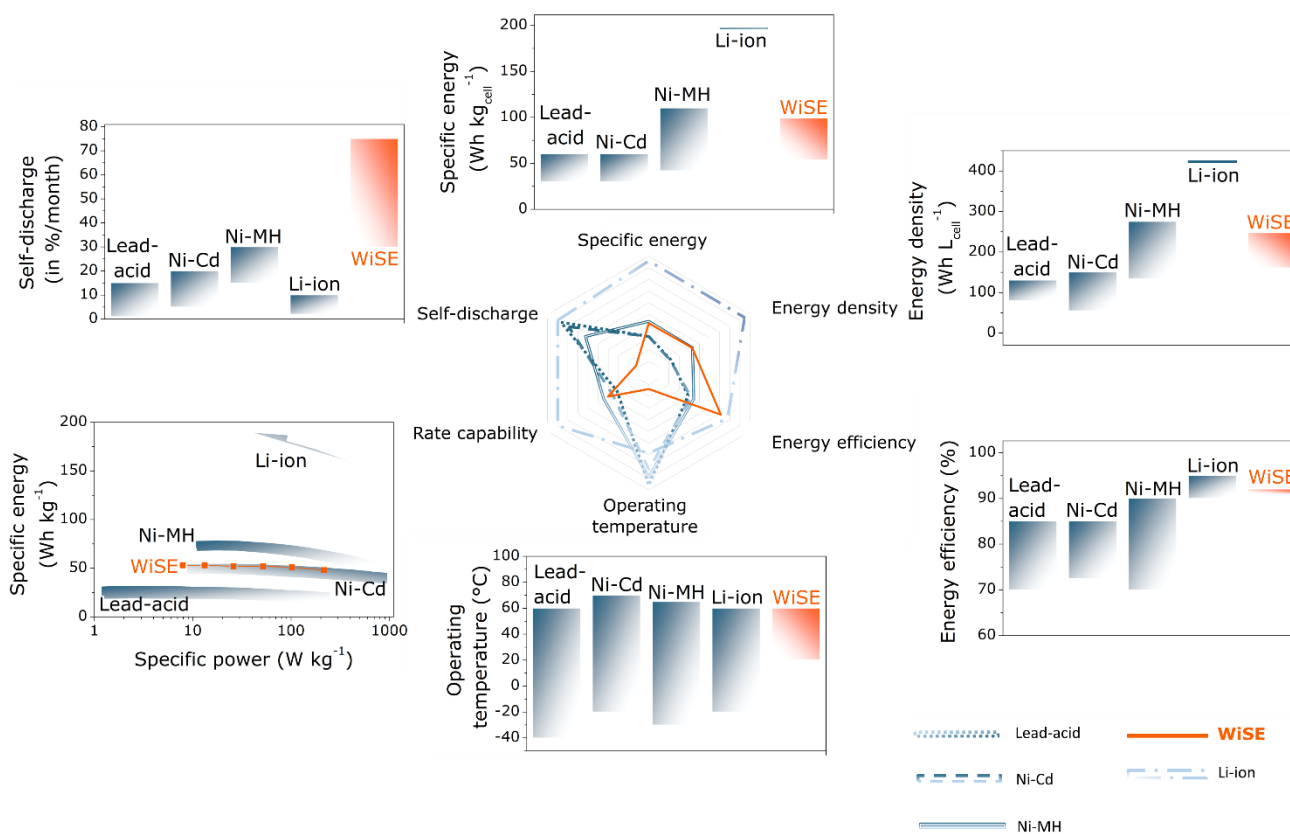 Specific energy
(Wh kg_cell^-1)
200
150
100
50
0
Lead-
acid
Ni-Cd
Ni-MH
Li-ion
WiSE
Self-discharge
(in %/month)
80
70
60
50
40
30
20
10
0
Lead-
acid
Ni-Cd
Ni-MH
Li-ion
WiSE
Energy density
(Wh L_cell^-1)
400
300
200
100
0
Lead-
acid
Ni-Cd
Ni-MH
Li-ion
WiSE
Specific energy
Self-discharge
Energy density
Rate capability
Energy efficiency
Operating
temperature
Specific energy
(Wh kg^-1)
200
150
100
50
0
Li-ion
Ni-MH
WiSE
Ni-Cd
Lead-acid
1
10
100
1000
Specific power (W kg^-1)
Energy efficiency (%)
100
90
80
70
60
Lead-
acid
Ni-Cd
Ni-MH
Li-ion
WiSE
Operating
temperature (°C)
100
80
60
40
20
0
-20
-40
Lead-
acid
Ni-Cd
Ni-MH
Li-ion
WiSE
Lead-acid
WiSE
Ni-Cd
Li-ion
Ni-MH